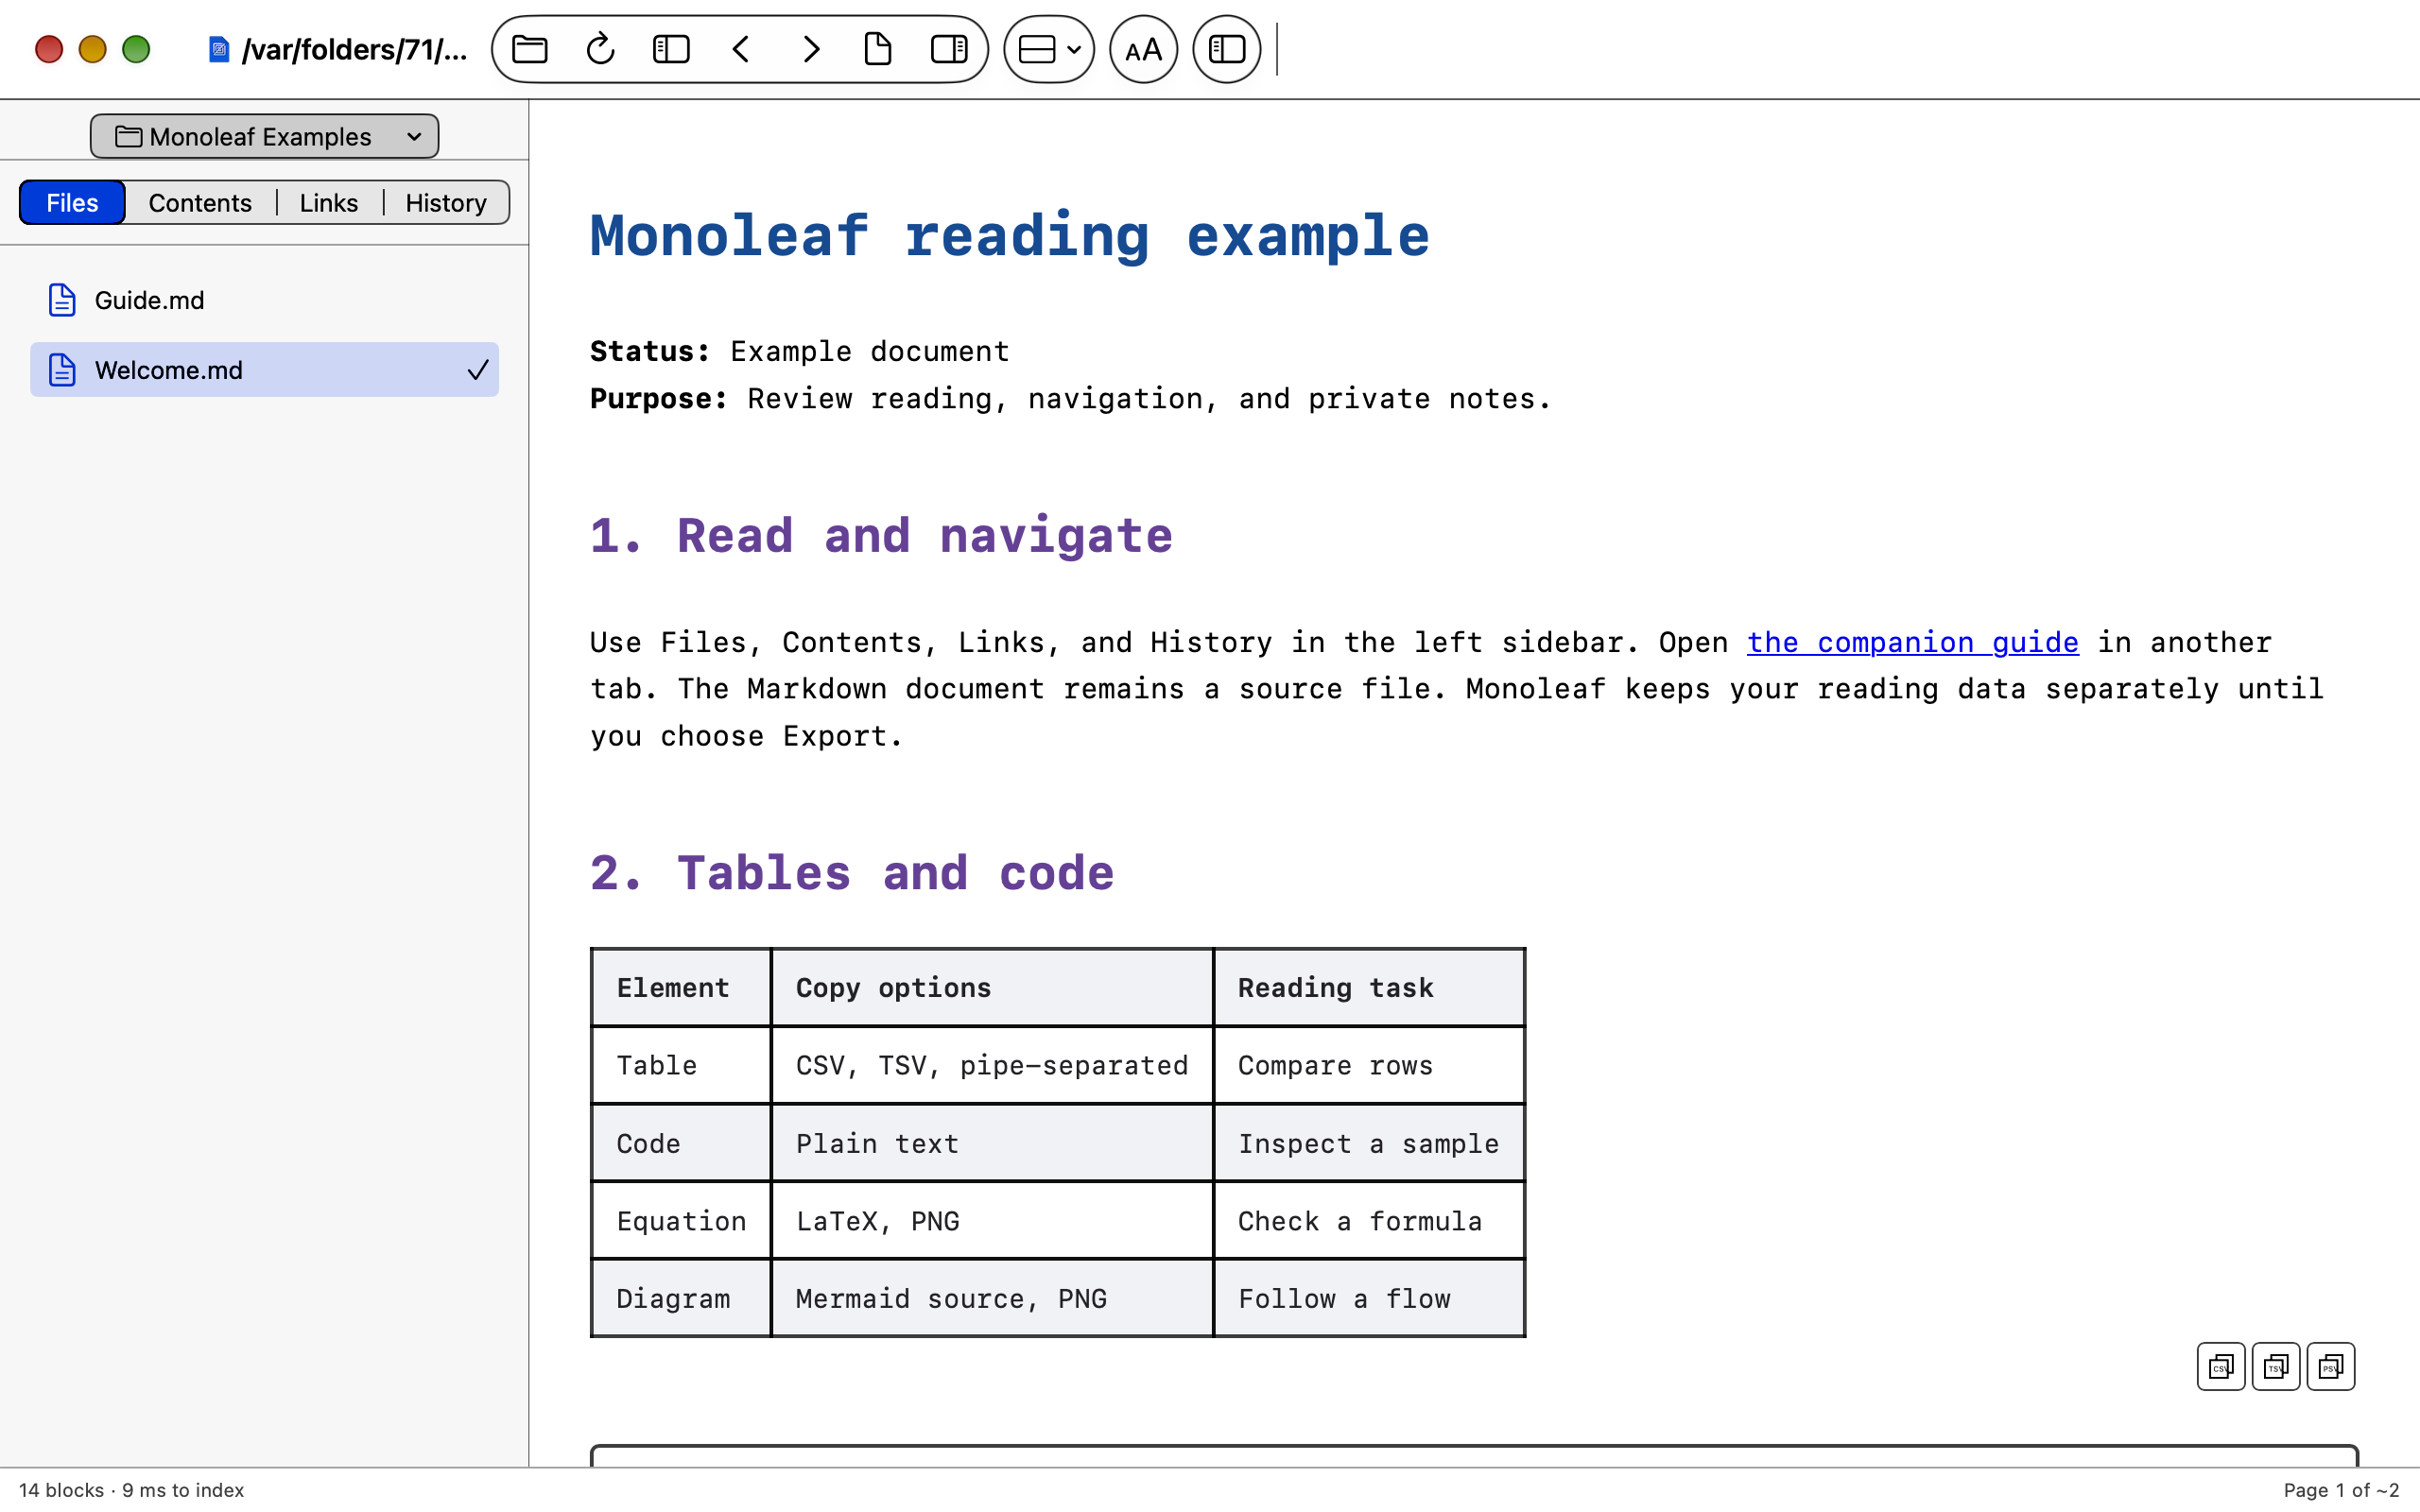 /var/folders/71/...
AA
Monoleaf Examples
Files
Contents
Links
History
Guide.md
Welcome.md
Monoleaf reading example
Status: Example document
Purpose: Review reading, navigation, and private notes.
1. Read and navigate
Use Files, Contents, Links, and History in the left sidebar. Open the companion guide in another
tab. The Markdown document remains a source file. Monoleaf keeps your reading data separately until
you choose Export.
2. Tables and code
Element Copy options Reading task
Table CSV, TSV, pipe-separated Compare rows
Code Plain text Inspect a sample
Equation LaTeX, PNG Check a formula
Diagram Mermaid source, PNG Follow a flow
CSV TSV PSV
14 blocks · 9 ms to index
Page 1 of ~2